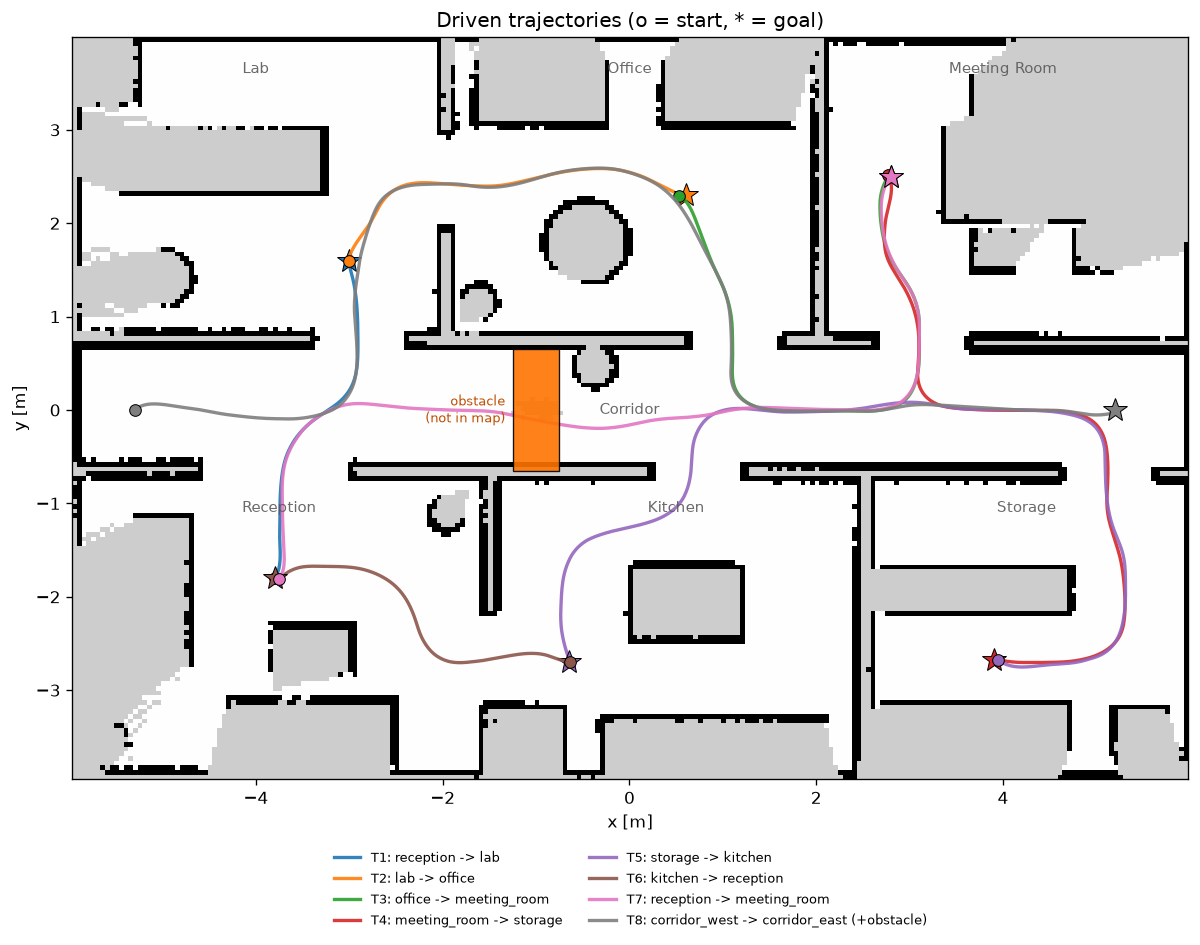 Driven trajectories (o = start, * = goal)
Lab
Office
Meeting Room
3
2
1
0
−1
−2
−3
y [m]
obstacle
(not in map)
Corridor
Reception
Kitchen
Storage
−4
−2
0
2
4
x [m]
T1: reception -> lab
T2: lab -> office
T3: office -> meeting_room
T4: meeting_room -> storage
T5: storage -> kitchen
T6: kitchen -> reception
T7: reception -> meeting_room
T8: corridor_west -> corridor_east (+obstacle)